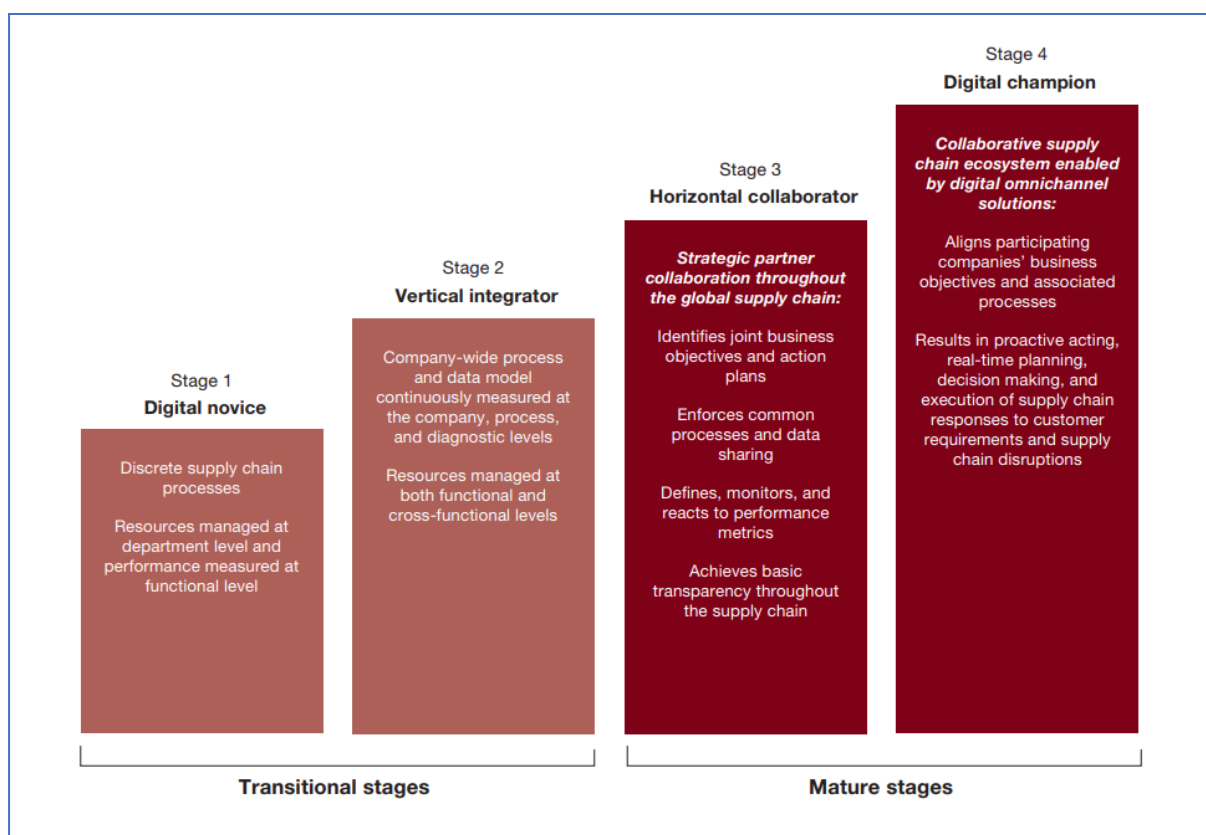 Stage 1
Digital novice
Discrete supply chain
processes
Resources managed at
department level and
performance measured at
functional level
Stage 2
Vertical integrator
Company-wide process
and data model
continuously measured at
the company, process,
and diagnostic levels
Resources managed at
both functional and
cross-functional levels
Stage 3
Horizontal collaborator
Strategic partner
collaboration throughout
the global supply chain:
Identifies joint business
objectives and action
plans
Enforces common
processes and data
sharing
Defines, monitors, and
reacts to performance
metrics
Achieves basic
transparency throughout
the supply chain
Stage 4
Digital champion
Collaborative supply
chain ecosystem enabled
by digital omnichannel
solutions:
Aligns participating
companies’ business
objectives and associated
processes
Results in proactive acting,
real-time planning,
decision making, and
execution of supply chain
responses to customer
requirements and supply
chain disruptions
Transitional stages
Mature stages